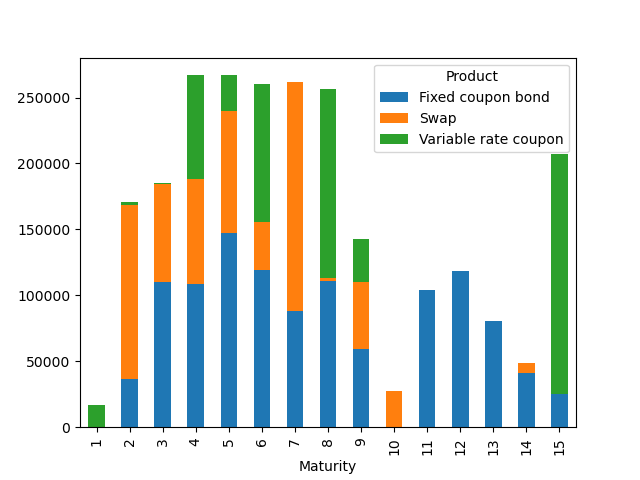 Product
Fixed coupon bond
Swap
Variable rate coupon
250000
200000
150000
100000
50000
0
1 2 3 4 5 6 7 8 9 10 11 12 13 14 15
Maturity